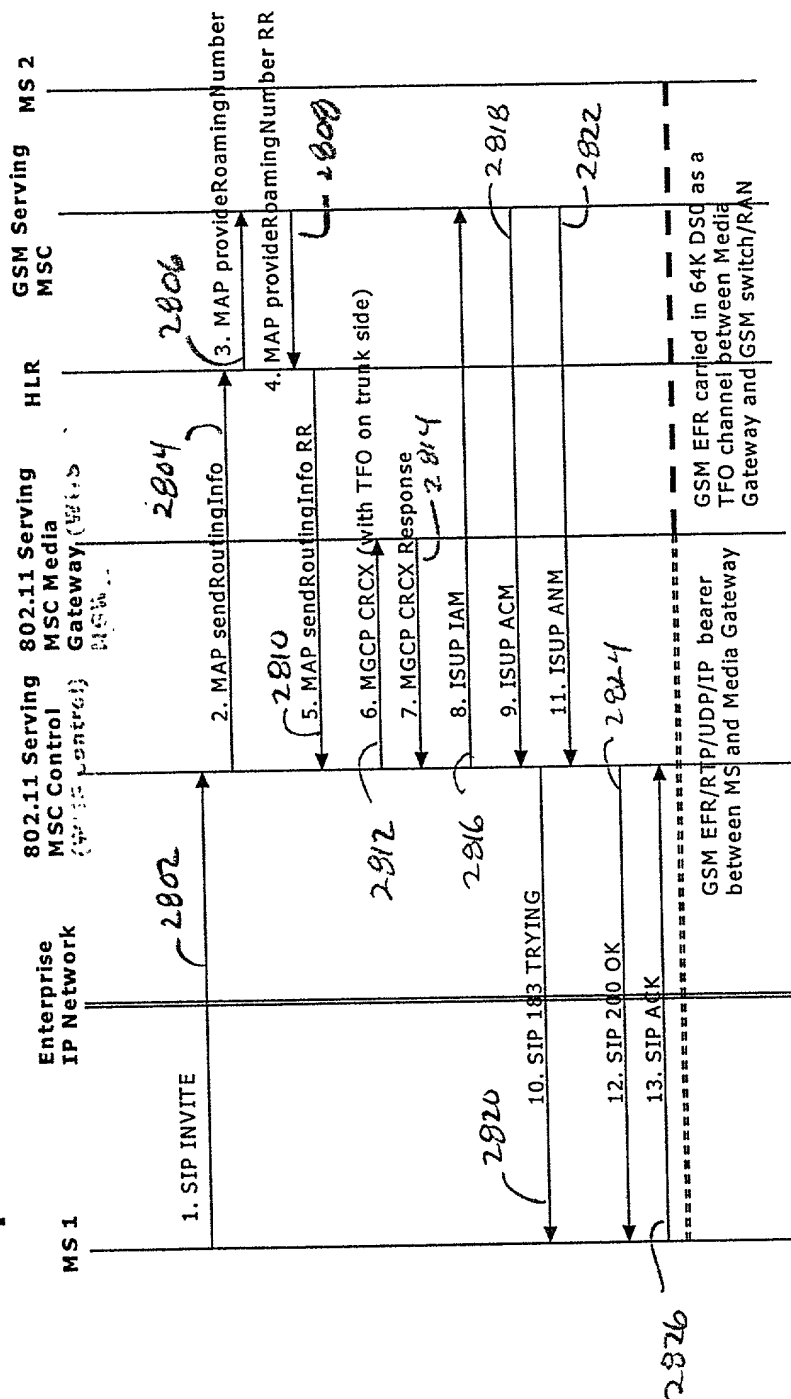 MS 1
Enterprise
IP Network
802.11 Serving
MSC Control
control)
802.11 Serving
MSC Media
Gateway
HLR
GSM Serving
MSC
MS 2
1. SIP INVITE
2802
2. MAP sendRoutingInfo
2804
3. MAP provideRoamingNumber
2806
4. MAP provideRoamingNumber RR
2808
5. MAP sendRoutingInfo RR
2810
6. MGCP CRCX (with TFO on trunk side)
2812
7. MGCP CRCX Response
2814
8. ISUP IAM
2816
9. ISUP ACM
2818
10. SIP 183 TRYING
2820
11. ISUP ANM
2822
12. SIP 200 OK
2824
13. SIP ACK
2826
GSM EFR/RTP/UDP/IP bearer
between MS and Media Gateway
GSM EFR carried in 64K DS0 as a
TFO channel between Media
Gateway and GSM switch/RAN